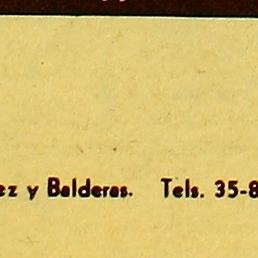 ez y Balderas. Tels. 35-8